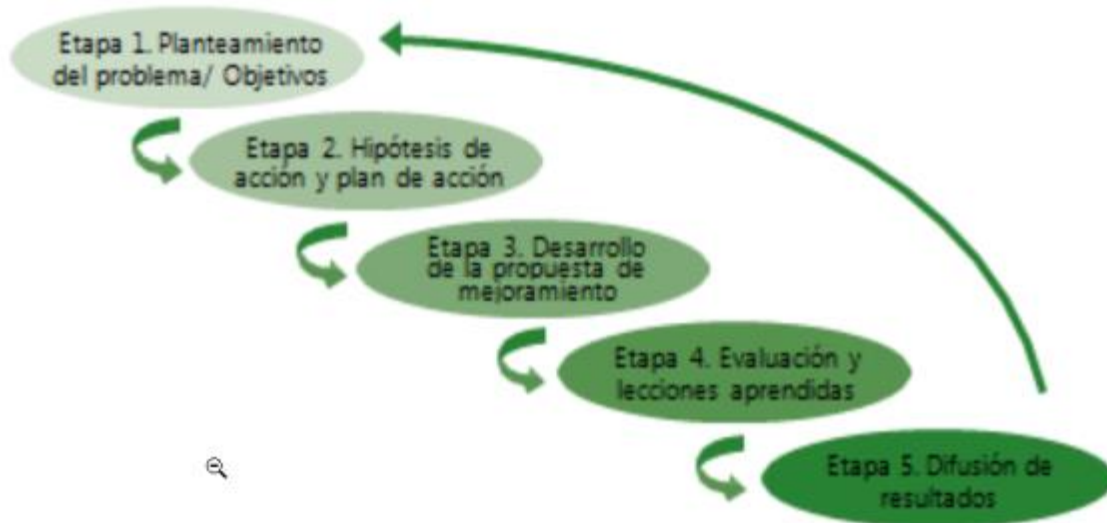 Etapa 1. Planteamiento
del problema/ Objetivos
Etapa 2. Hipótesis de
acción y plan de acción
Etapa 3. Desarrollo
de la propuesta de
mejoramiento
Etapa 4. Evaluación y
lecciones aprendidas
Etapa 5. Difusión de
resultados